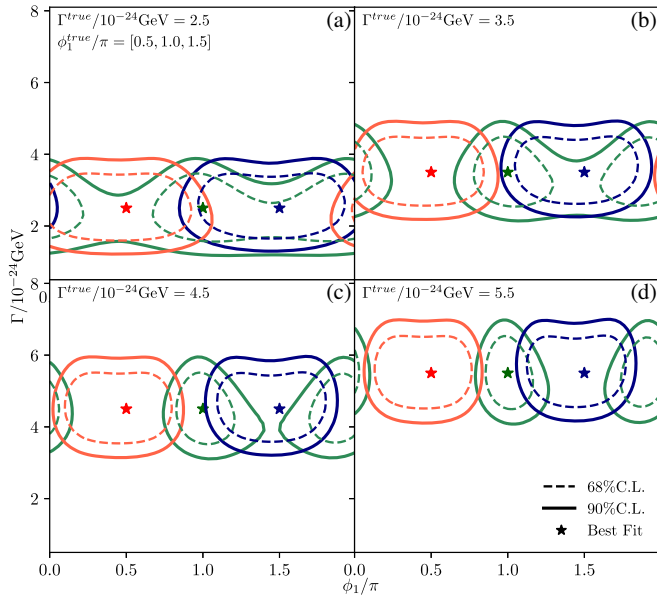 Γ^true/10^−24 GeV = 2.5 (a)
ϕ_1^true/π = [0.5, 1.0, 1.5]
Γ^true/10^−24 GeV = 3.5 (b)
8
6
4
2
0
Γ/10^−24 GeV
Γ^true/10^−24 GeV = 4.5 (c)
Γ^true/10^−24 GeV = 5.5 (d)
8
6
4
2
68%C.L.
90%C.L.
Best Fit
0.0 0.5 1.0 1.5 2.0 0.0 0.5 1.0 1.5
ϕ_1/π